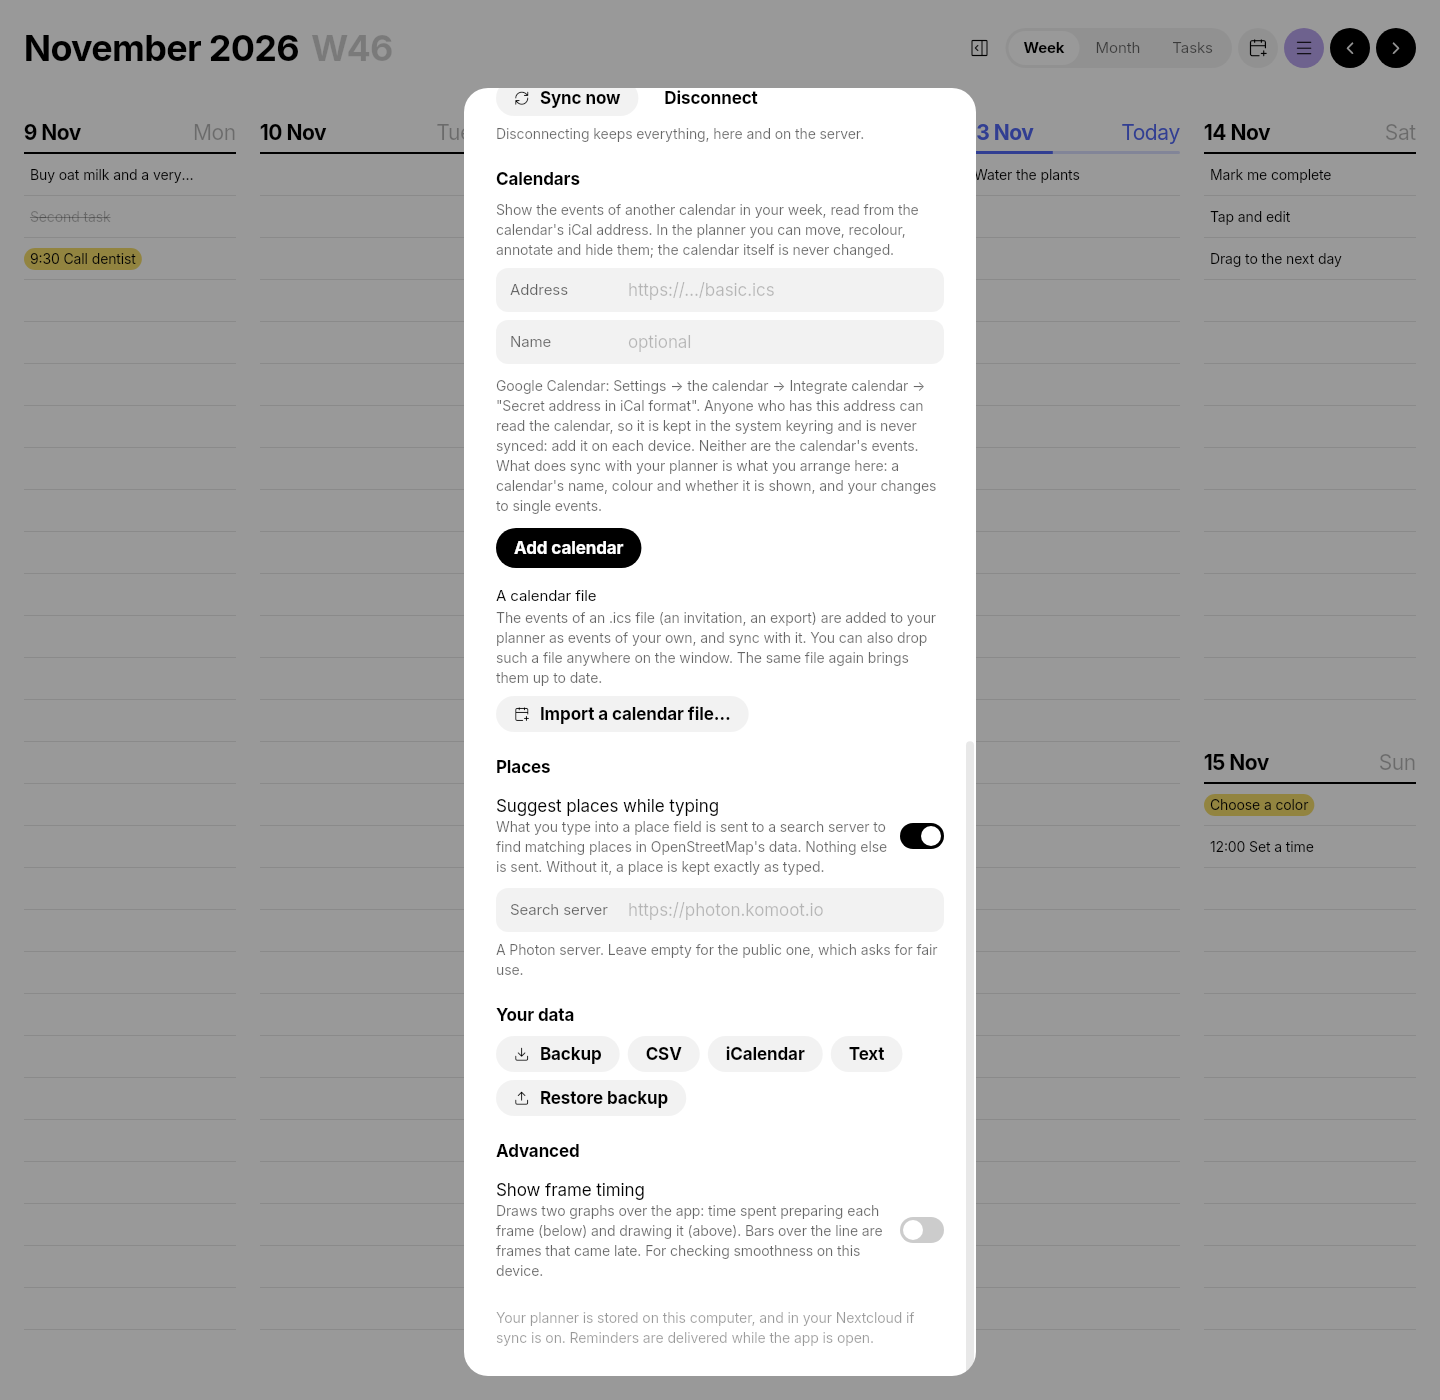 November 2026 W46
Week
Month
Tasks
9 Nov
Mon
Buy oat milk and a very…
Second task
9:30 Call dentist
10 Nov
Tue
Sync now
Disconnect
Disconnecting keeps everything, here and on the server.
Calendars
Show the events of another calendar in your week, read from the
calendar's iCal address. In the planner you can move, recolour,
annotate and hide them; the calendar itself is never changed.
Address
https://…/basic.ics
Name
optional
Google Calendar: Settings → the calendar → Integrate calendar →
"Secret address in iCal format". Anyone who has this address can
read the calendar, so it is kept in the system keyring and is never
synced: add it on each device. Neither are the calendar's events.
What does sync with your planner is what you arrange here: a
calendar's name, colour and whether it is shown, and your changes
to single events.
Add calendar
A calendar file
The events of an .ics file (an invitation, an export) are added to your
planner as events of your own, and sync with it. You can also drop
such a file anywhere on the window. The same file again brings
them up to date.
Import a calendar file…
Places
Suggest places while typing
What you type into a place field is sent to a search server to
find matching places in OpenStreetMap's data. Nothing else
is sent. Without it, a place is kept exactly as typed.
Search server
https://photon.komoot.io
A Photon server. Leave empty for the public one, which asks for fair
use.
Your data
Backup
CSV
iCalendar
Text
Restore backup
Advanced
Show frame timing
Draws two graphs over the app: time spent preparing each
frame (below) and drawing it (above). Bars over the line are
frames that came late. For checking smoothness on this
device.
Your planner is stored on this computer, and in your Nextcloud if
sync is on. Reminders are delivered while the app is open.
3 Nov
Today
Water the plants
14 Nov
Sat
Mark me complete
Tap and edit
Drag to the next day
15 Nov
Sun
Choose a color
12:00 Set a time